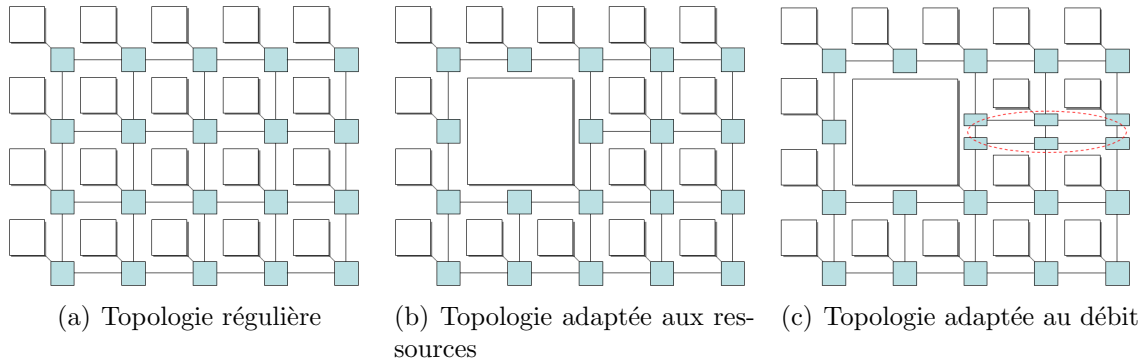 (a) Topologie régulière
(b) Topologie adaptée aux res-
sources
(c) Topologie adaptée au débit